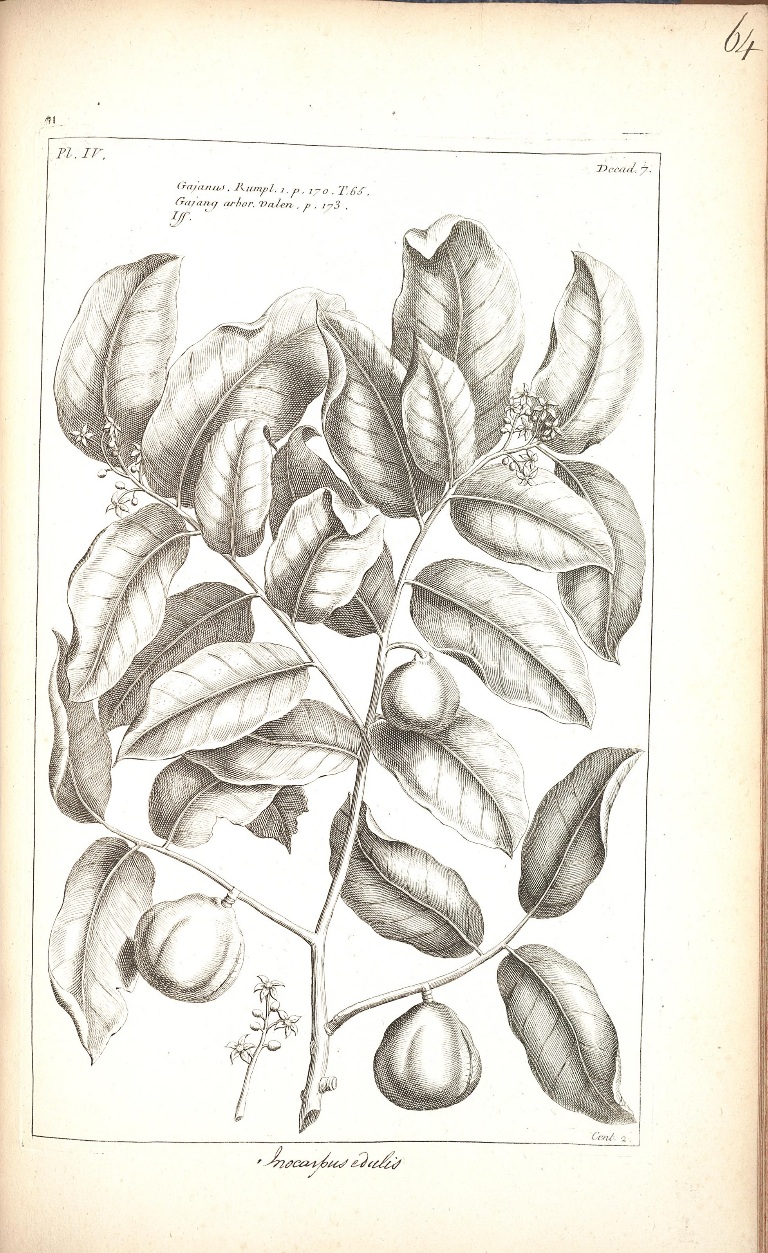 64
Pl. IV.
Decad. 7.
Gajanus. Rumpl. 1. p. 170. T. 65.
Gajang arbor. Valen. p. 173.
Iff.
Cent. 2.
Inocarpus edulis